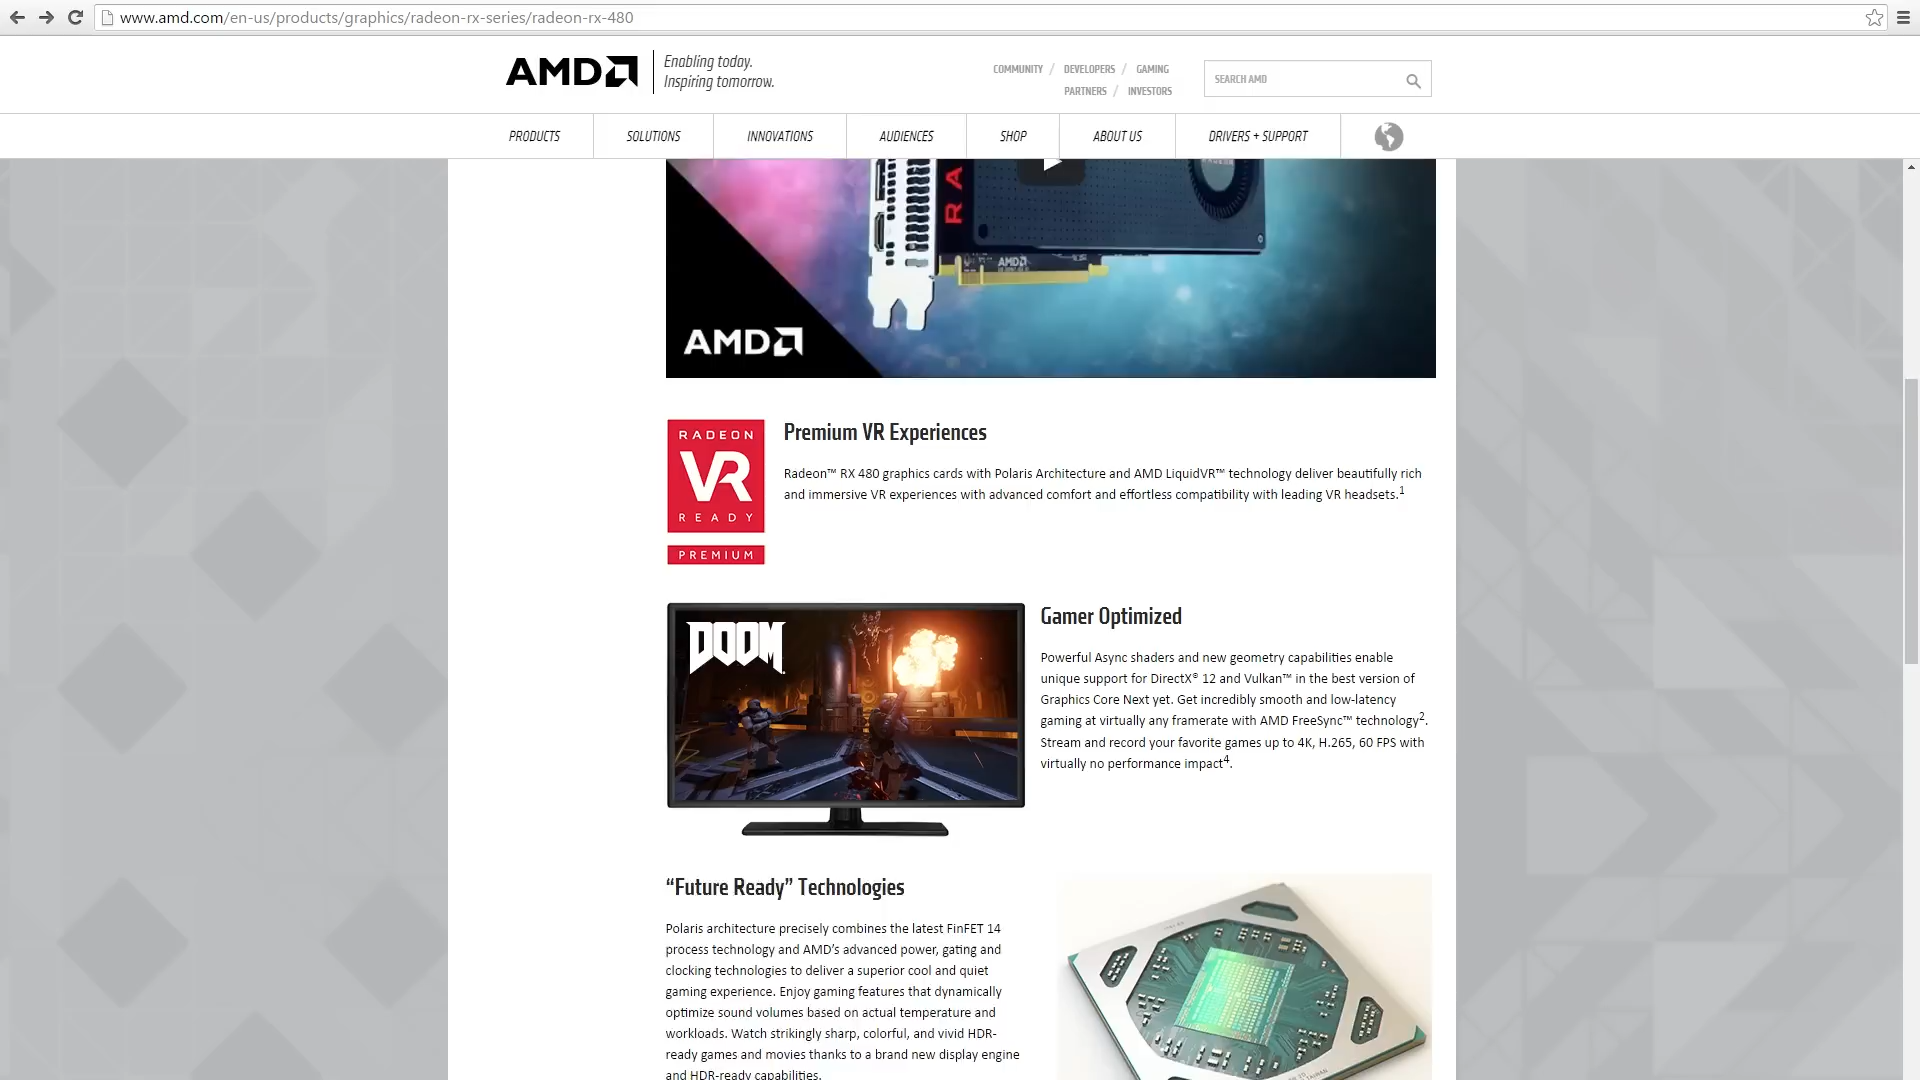 www.amd.com/en-us/products/graphics/radeon-rx-series/radeon-rx-480
AMD
Enabling today.
Inspiring tomorrow.
COMMUNITY / DEVELOPERS / GAMING
PARTNERS / INVESTORS
SEARCH AMD
PRODUCTS
SOLUTIONS
INNOVATIONS
AUDIENCES
SHOP
ABOUT US
DRIVERS + SUPPORT
RA
AMD
AMD
RADEON
VR
READY
PREMIUM
Premium VR Experiences
Radeon™ RX 480 graphics cards with Polaris Architecture and AMD LiquidVR™ technology deliver beautifully rich
and immersive VR experiences with advanced comfort and effortless compatibility with leading VR headsets.1
DOOM
Gamer Optimized
Powerful Async shaders and new geometry capabilities enable
unique support for DirectX® 12 and Vulkan™ in the best version of
Graphics Core Next yet. Get incredibly smooth and low-latency
gaming at virtually any framerate with AMD FreeSync™ technology2.
Stream and record your favorite games up to 4K, H.265, 60 FPS with
virtually no performance impact4.
“Future Ready” Technologies
Polaris architecture precisely combines the latest FinFET 14
process technology and AMD’s advanced power, gating and
clocking technologies to deliver a superior cool and quiet
gaming experience. Enjoy gaming features that dynamically
optimize sound volumes based on actual temperature and
workloads. Watch strikingly sharp, colorful, and vivid HDR-
ready games and movies thanks to a brand new display engine
and HDR-ready capabilities.
TAIWAN